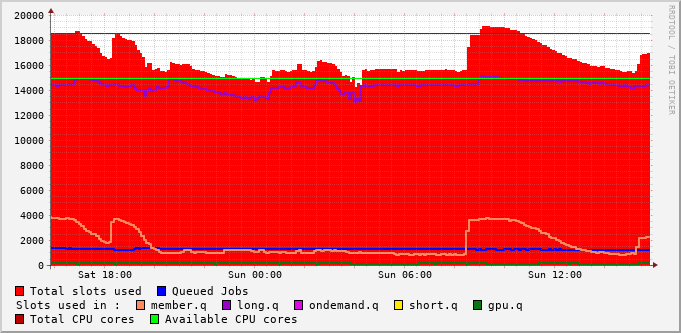 20000
18000
16000
14000
12000
10000
8000
6000
4000
2000
0
Sat 18:00 Sun 00:00 Sun 06:00 Sun 12:00
RRDTOOL / TOBI OETIKER
Total slots used Queued Jobs
Slots used in : member.q long.q ondemand.q short.q gpu.q
Total CPU cores Available CPU cores